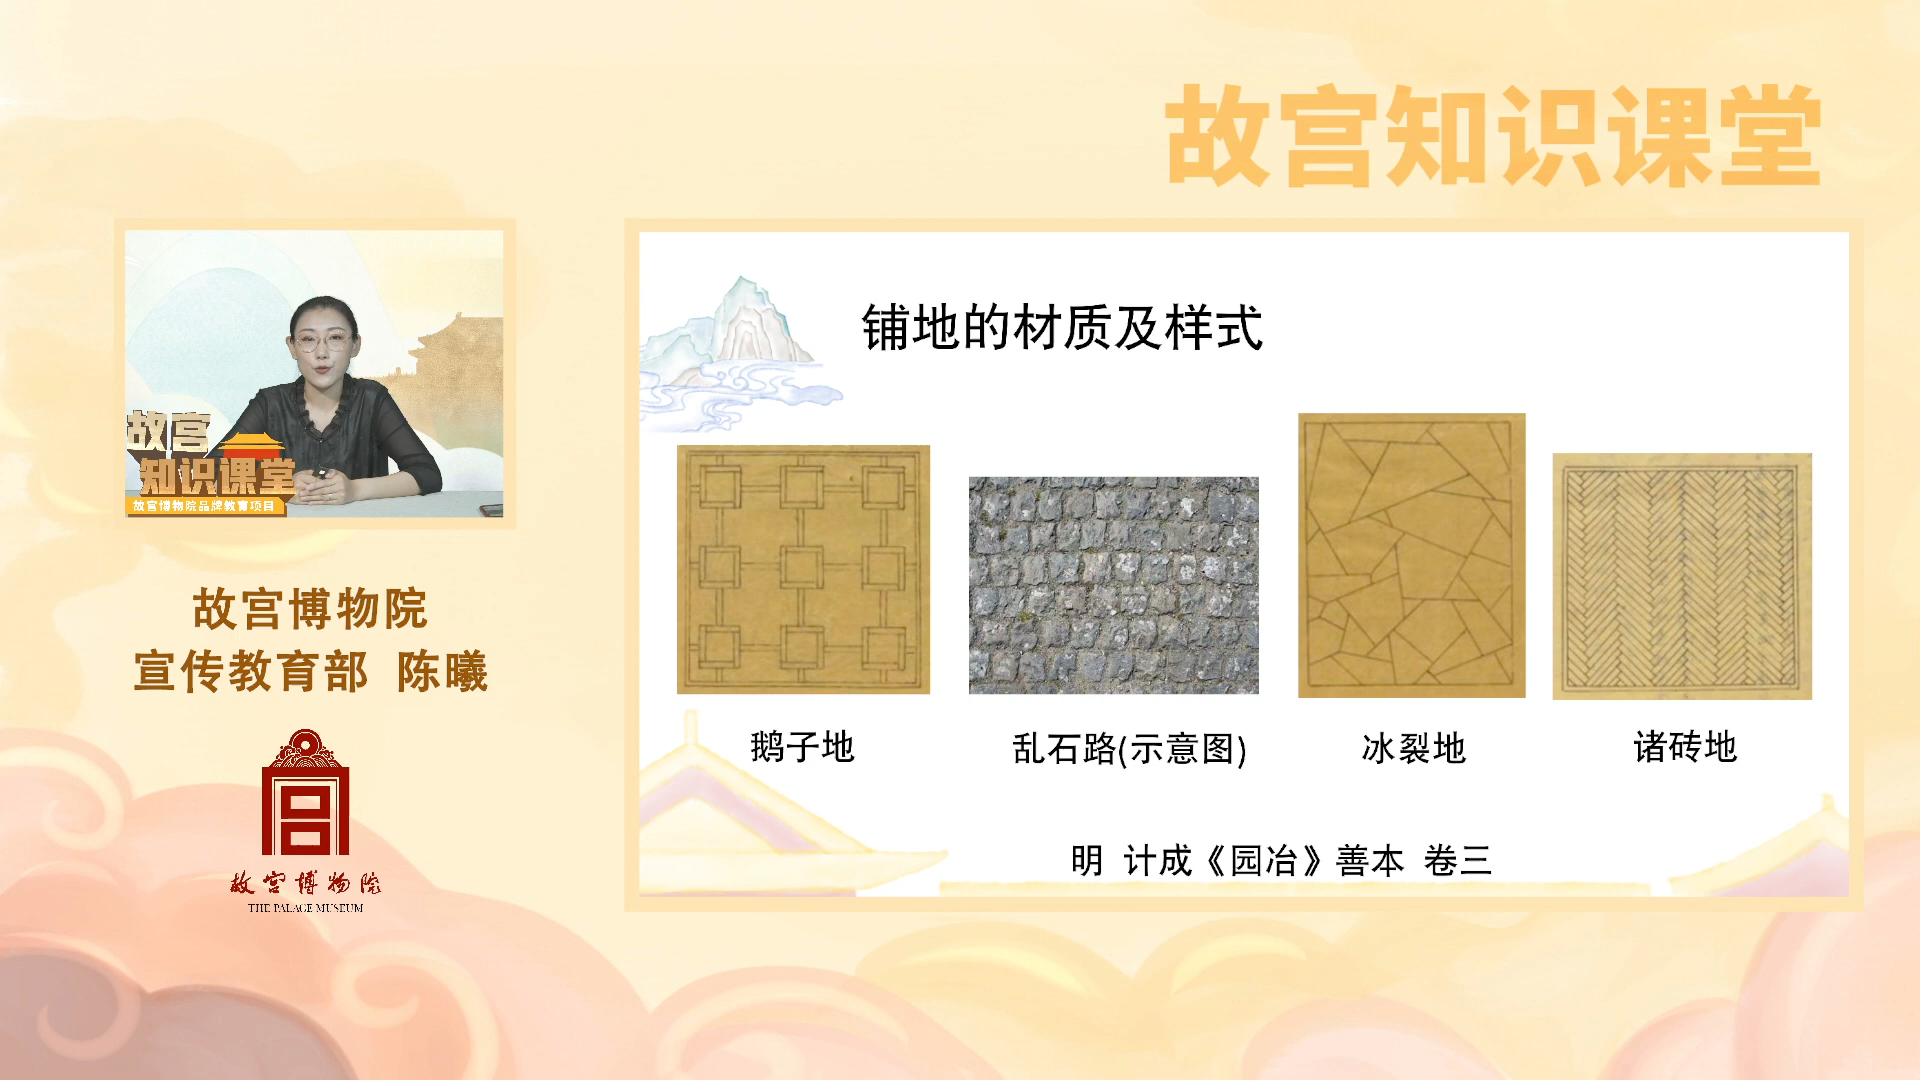 故宫知识课堂
故宫
知识课堂
故宫博物院品牌教育项目
故宫博物院
宣传教育部 陈曦
故宫博物院
THE PALACE MUSEUM
铺地的材质及样式
鹅子地
乱石路(示意图)
冰裂地
诸砖地
明 计成《园冶》善本 卷三